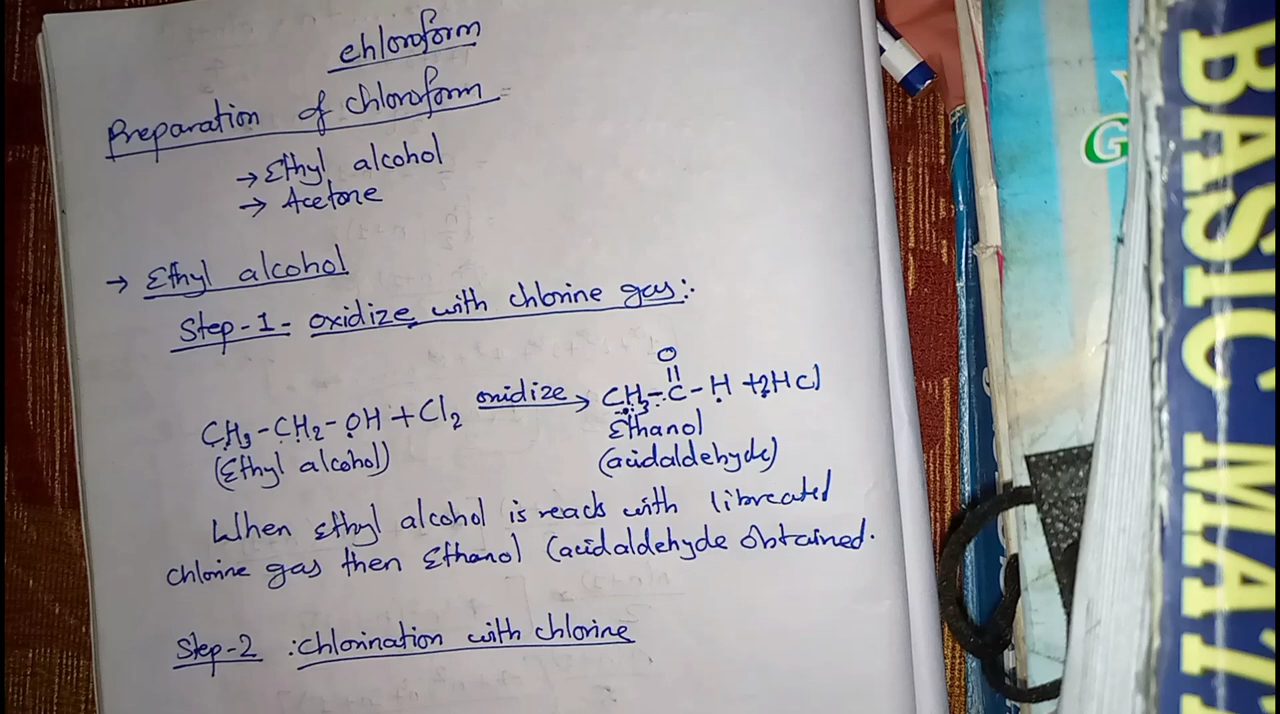 chloroform
Preparation of chloroform
→ Ethyl alcohol
→ Acetone
→ Ethyl alcohol
Step-1- oxidize with chlorine gas:-
CH₃-CH₂-OH + Cl₂ oxidize→ CH₃-C-H + 2HCl
O
||
(Ethyl alcohol)
Ethanol
(acidaldehyde)
When Ethyl alcohol is reacts with libreated
chlorine gas then Ethanol (acidaldehyde obtained.
Step-2 : Chlorination with chlorine
G
BASIC MAT